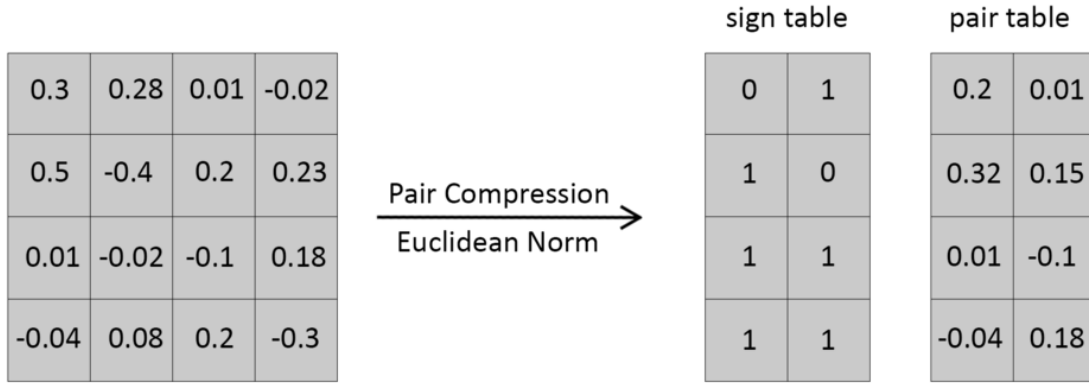 sign table pair table
0.3 0.28 0.01 -0.02 0 1 0.2 0.01
0.5 -0.4 0.2 0.23 1 0 0.32 0.15
Pair Compression
Euclidean Norm
0.01 -0.02 -0.1 0.18 1 1 0.01 -0.1
-0.04 0.08 0.2 -0.3 1 1 -0.04 0.18